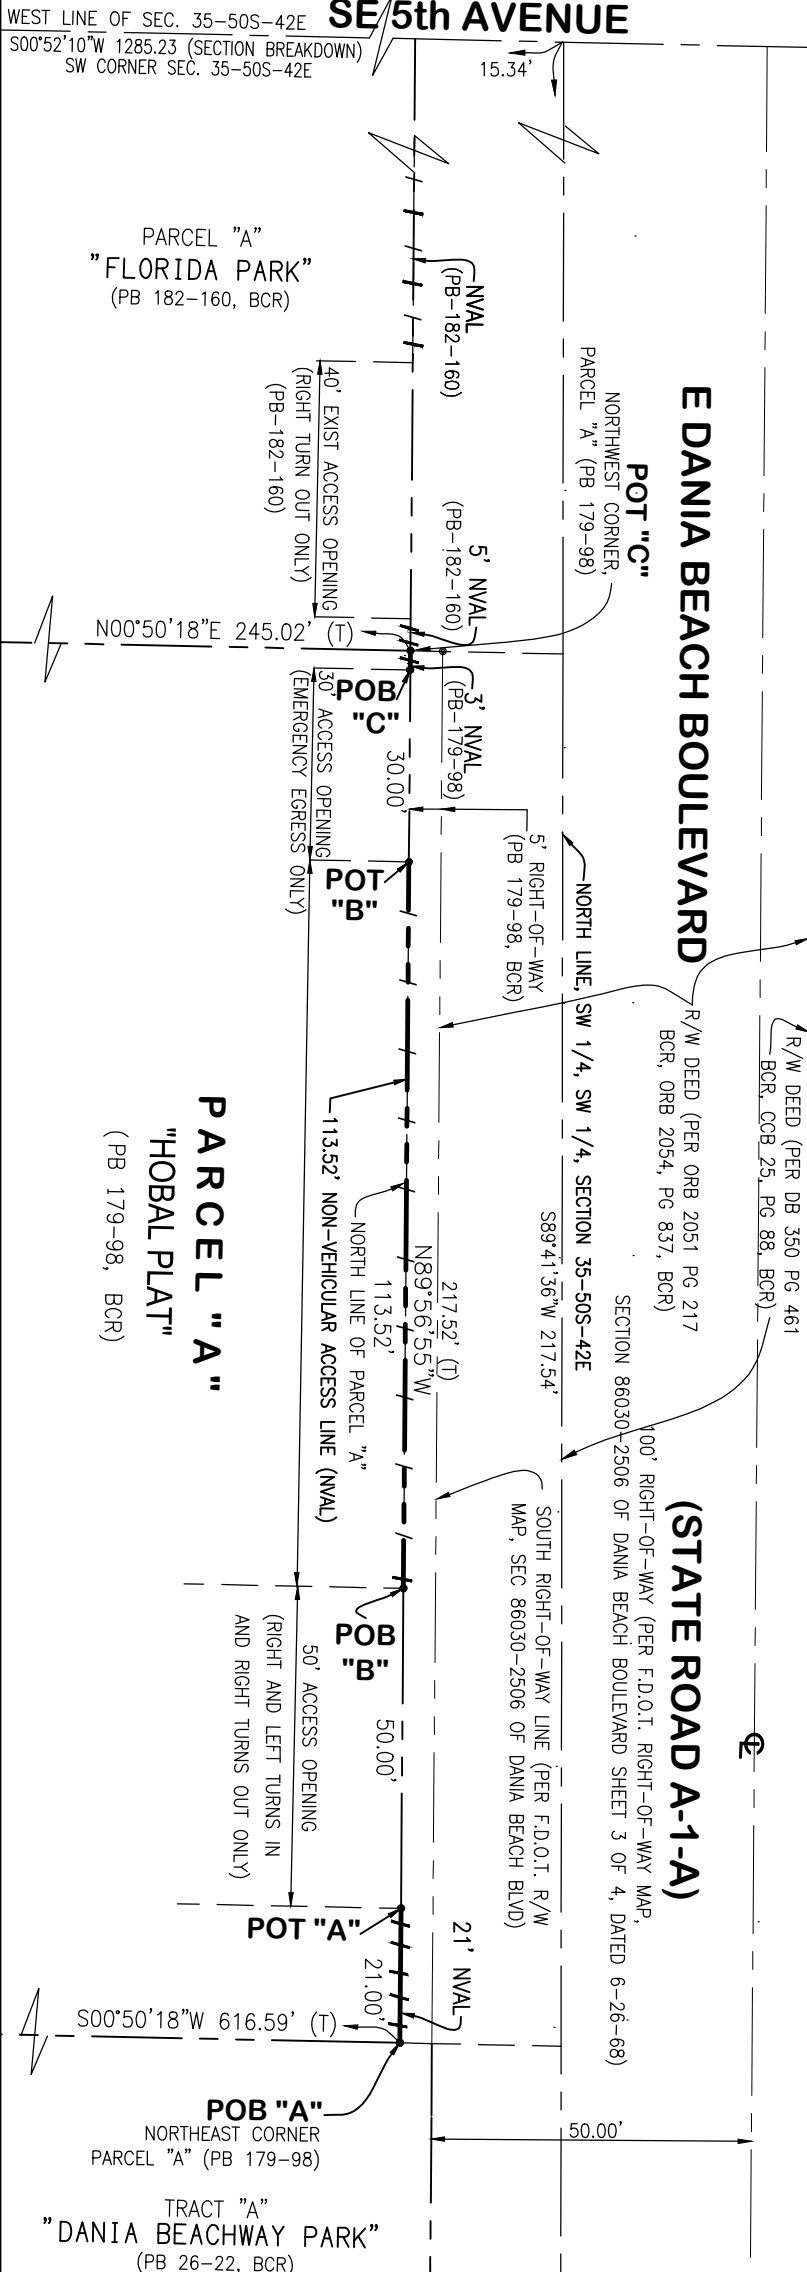 WEST LINE OF SEC. 35-50S-42E
SE 5th AVENUE
S00°52'10"W 1285.23 (SECTION BREAKDOWN)
SW CORNER SEC. 35-50S-42E
15.34'
PARCEL "A"
"FLORIDA PARK"
(PB 182-160, BCR)
NVAL
(PB-182-160)
40' EXIST ACCESS OPENING
(RIGHT TURN OUT ONLY)
(PB-182-160)
5' NVAL
(PB-182-160)
POT "C"
NORTHWEST CORNER,
PARCEL "A" (PB 179-98)
E DANIA BEACH BOULEVARD
N00°50'18"E 245.02' (T)
POB
"C"
3' NVAL
(PB-179-98)
30' ACCESS OPENING
(EMERGENCY EGRESS ONLY)
30.00'
POT
"B"
5' RIGHT-OF-WAY
(PB 179-98, BCR)
NORTH LINE, SW 1/4, SW 1/4, SECTION 35-50S-42E
S89°41'36"W 217.54'
R/W DEED (PER ORB 2051 PG 217
BCR, ORB 2054, PG 837, BCR)
R/W DEED (PER DB 350 PG 461
BCR, CCB 25, PG 88, BCR)
PARCEL "A"
"HOBAL PLAT"
(PB 179-98, BCR)
113.52' NON-VEHICULAR ACCESS LINE (NVAL)
NORTH LINE OF PARCEL "A"
217.52' (T)
N89°56'55"W
113.52'
(STATE ROAD A-1-A)
100' RIGHT-OF-WAY (PER F.D.O.T. RIGHT-OF-WAY MAP,
SECTION 86030-2506 OF DANIA BEACH BOULEVARD SHEET 3 OF 4, DATED 6-26-68)
SOUTH RIGHT-OF-WAY LINE (PER F.D.O.T. R/W
MAP, SEC 86030-2506 OF DANIA BEACH BLVD)
CL
POB
"B"
50' ACCESS OPENING
(RIGHT AND LEFT TURNS IN
AND RIGHT TURNS OUT ONLY)
50.00'
POT "A"
21' NVAL
21.00'
S00°50'18"W 616.59' (T)
POB "A"
NORTHEAST CORNER
PARCEL "A" (PB 179-98)
50.00'
TRACT "A"
"DANIA BEACHWAY PARK"
(PB 26-22, BCR)